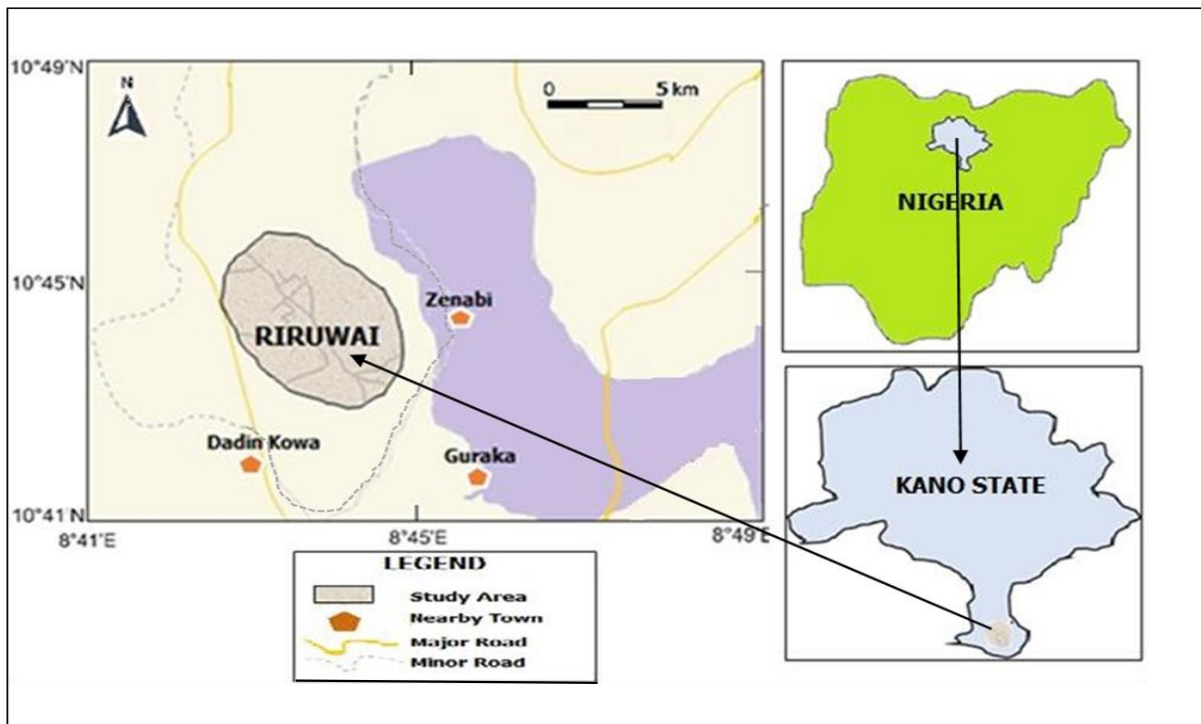 10°49'N
N
0 5 km
10°45'N
Zenabi
RIRUWAI
Dadin Kowa
Guraka
10°41'N
8°41'E
8°45'E
8°49'E
NIGERIA
KANO STATE
LEGEND
Study Area
Nearby Town
Major Road
Minor Road